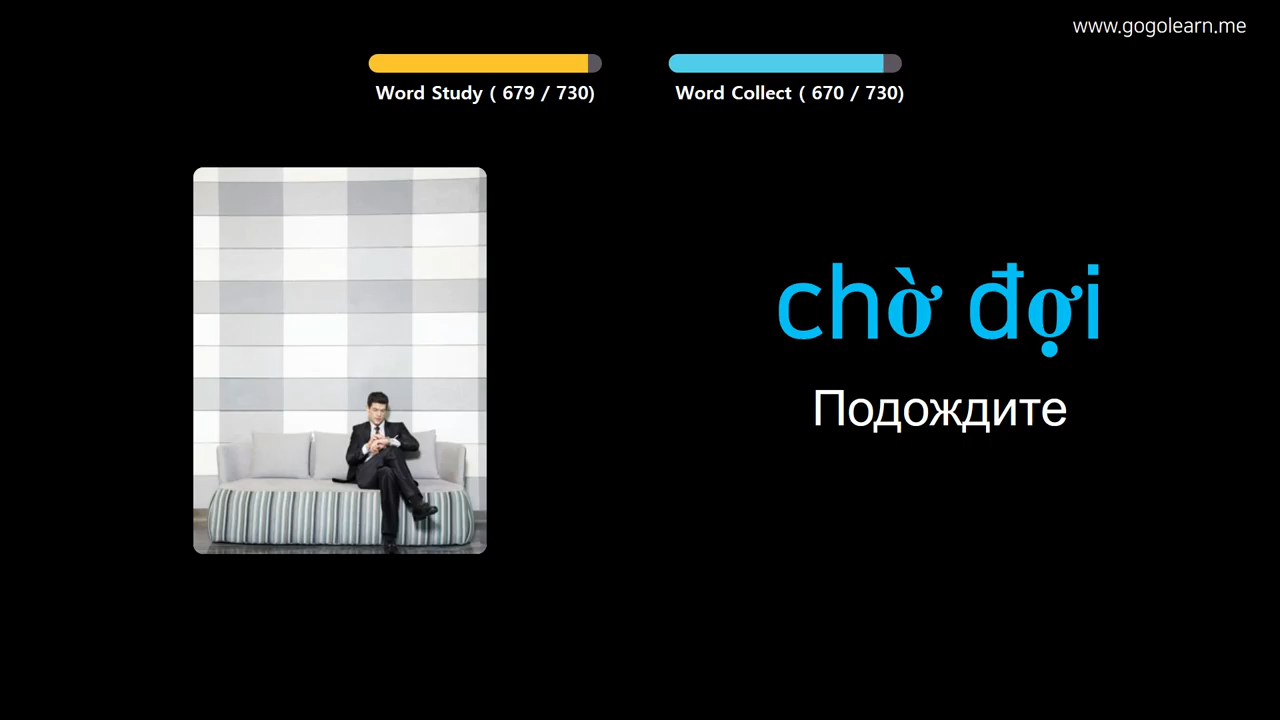 www.gogolearn.me
Word Study ( 679 / 730)
Word Collect ( 670 / 730)
chờ đợi
Подождите